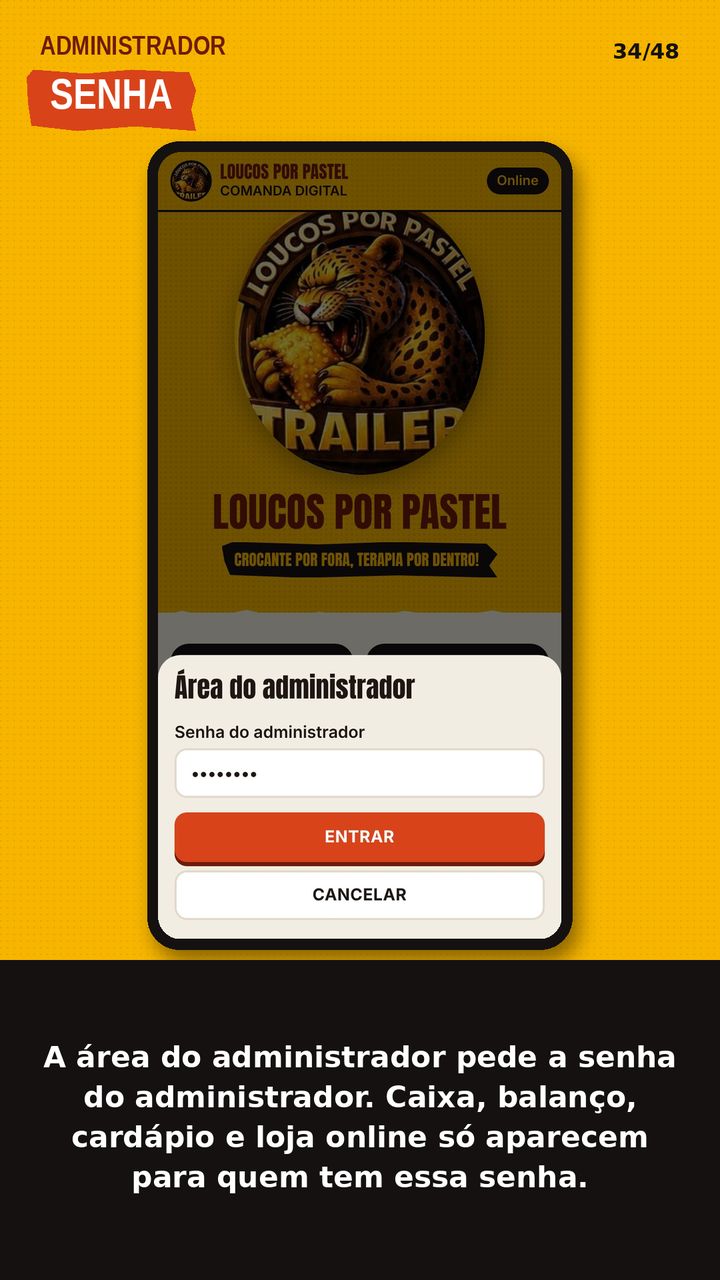 ADMINISTRADOR
34/48
SENHA
LOUCOS POR PASTEL
COMANDA DIGITAL
Online
TRAILER
LOUCOS POR PASTEL
TRAILER
LOUCOS POR PASTEL
CROCANTE POR FORA, TERAPIA POR DENTRO!
Área do administrador
Senha do administrador
••••••••
ENTRAR
CANCELAR
A área do administrador pede a senha
do administrador. Caixa, balanço,
cardápio e loja online só aparecem
para quem tem essa senha.